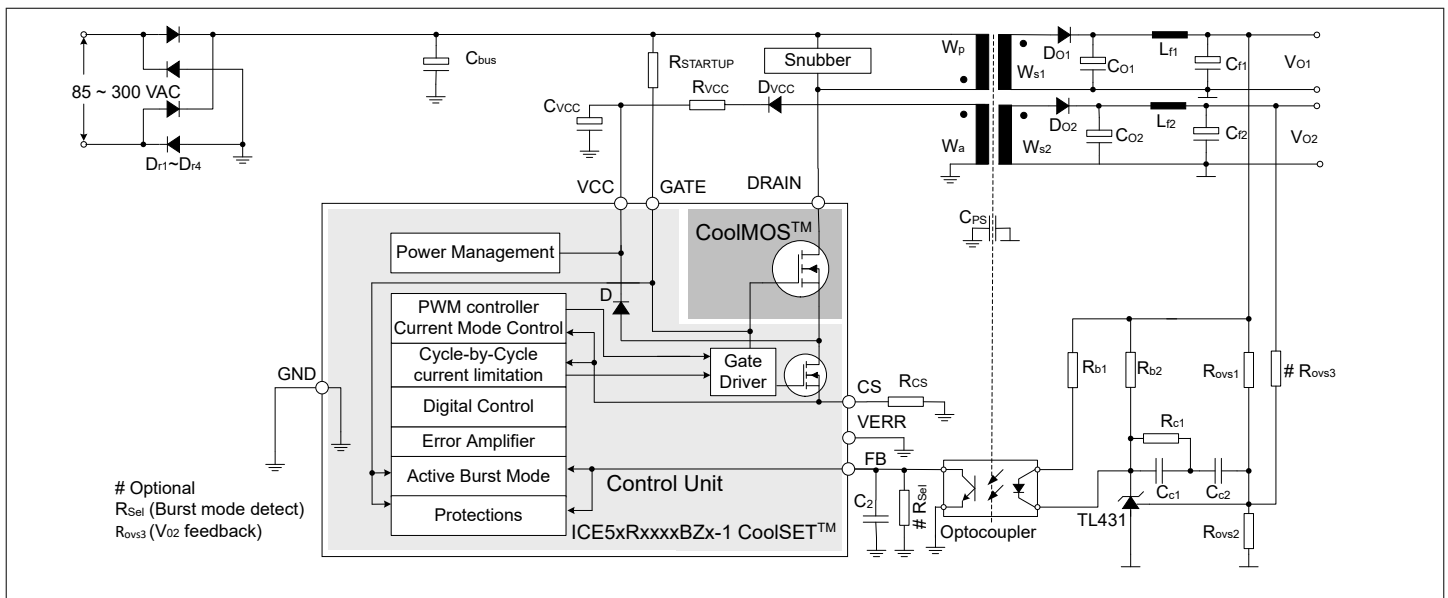 Wp
Ws1
DO1
CO1
Lf1
Cf1
VO1
Cbus
RSTARTUP
Snubber
85 ~ 300 VAC
CVCC
RVCC
DVCC
Wa
Ws2
DO2
CO2
Lf2
Cf2
VO2
Dr1~Dr4
VCC
GATE
DRAIN
CPS
CoolMOS™
Power Management
D
PWM controller
Current Mode Control
Cycle-by-Cycle
current limitation
Gate
Driver
Digital Control
Error Amplifier
Active Burst Mode
Protections
GND
CS
RCS
VERR
FB
Control Unit
ICE5xRxxxxBZx-1 CoolSET™
C2
# RSel
Optocoupler
Rb1
Rb2
Rovs1
# Rovs3
Rc1
Cc1
Cc2
TL431
Rovs2
# Optional
RSel (Burst mode detect)
Rovs3 (V02 feedback)